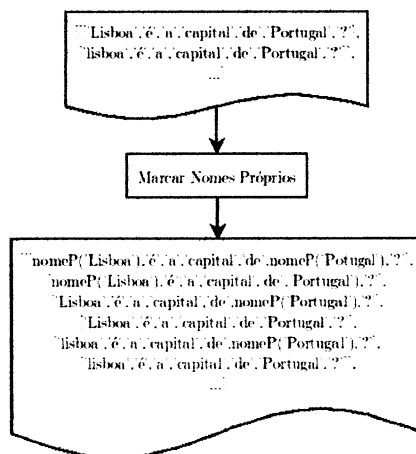 "'Lisboa','é','a','capital','de','Portugal','?'",
"'lisboa','é','a','capital','de','Portugal','?'",
...
Marcar Nomes Próprios
"'nomeP('Lisboa'),'é','a','capital','de',nomeP('Potugal'),'?'",
"nomeP('Lisboa'),'é','a','capital','de','Portugal','?'",
"'Lisboa','é','a','capital','de',nomeP('Portugal'),'?'",
"'Lisboa','é','a','capital','de','Portugal','?'",
"'lisboa','é','a','capital','de',nomeP('Portugal'),'?'",
"'lisboa','é','a','capital','de','Portugal','?'",
...